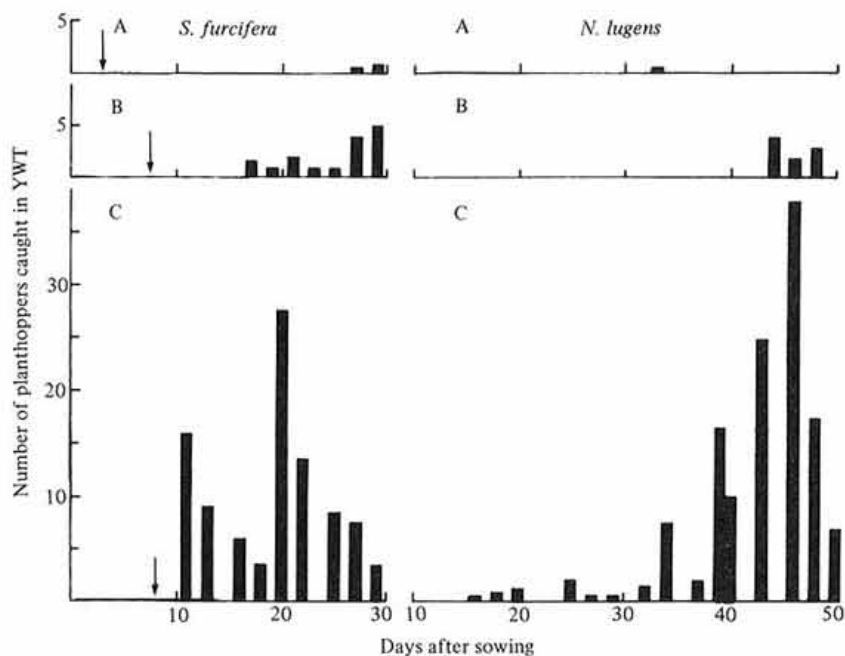 5
A
S. furcifera
A
N. lugens
B
5
B
C
C
30
20
10
10
20
30
10
20
30
40
50
Number of planthoppers caught in YWT
Days after sowing